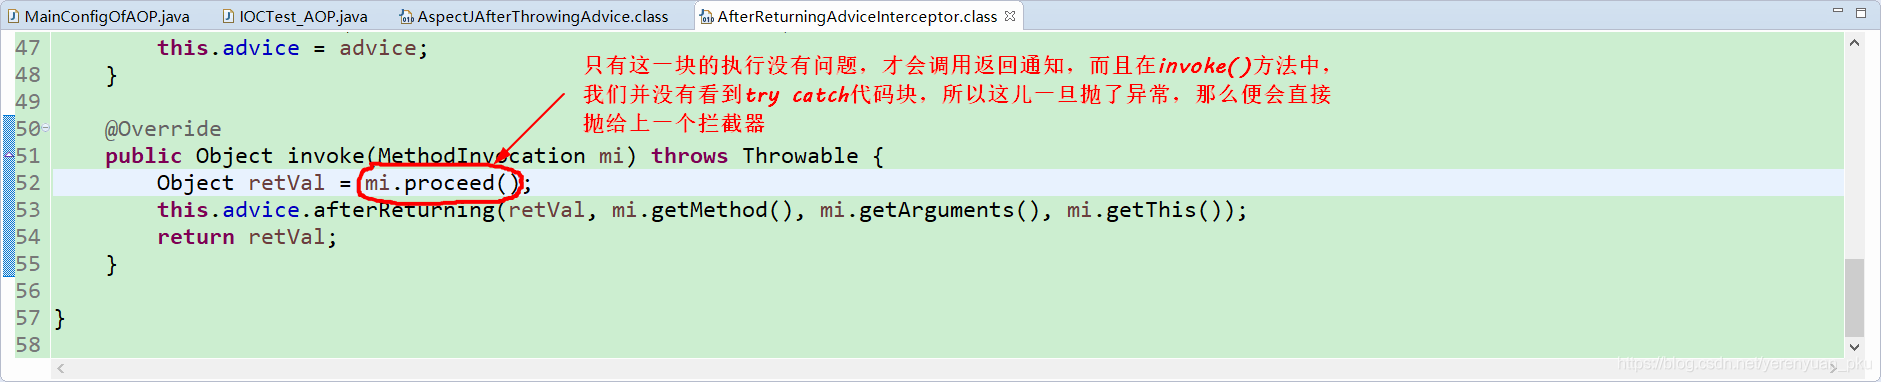 MainConfigOfAOP.java IOCTest_AOP.java AspectJAfterThrowingAdvice.class AfterReturningAdviceInterceptor.class
47 this.advice = advice;
48 }
49
50 @Override
51 public Object invoke(MethodInvocation mi) throws Throwable {
52 Object retVal = mi.proceed();
53 this.advice.afterReturning(retVal, mi.getMethod(), mi.getArguments(), mi.getThis());
54 return retVal;
55 }
56
57 }
58
只有这一块的执行没有问题，才会调用返回通知，而且在invoke()方法中，
我们并没有看到try catch代码块，所以这儿一旦抛了异常，那么便会直接
抛给上一个拦截器
https://blog.csdn.net/yerenyuan_pku